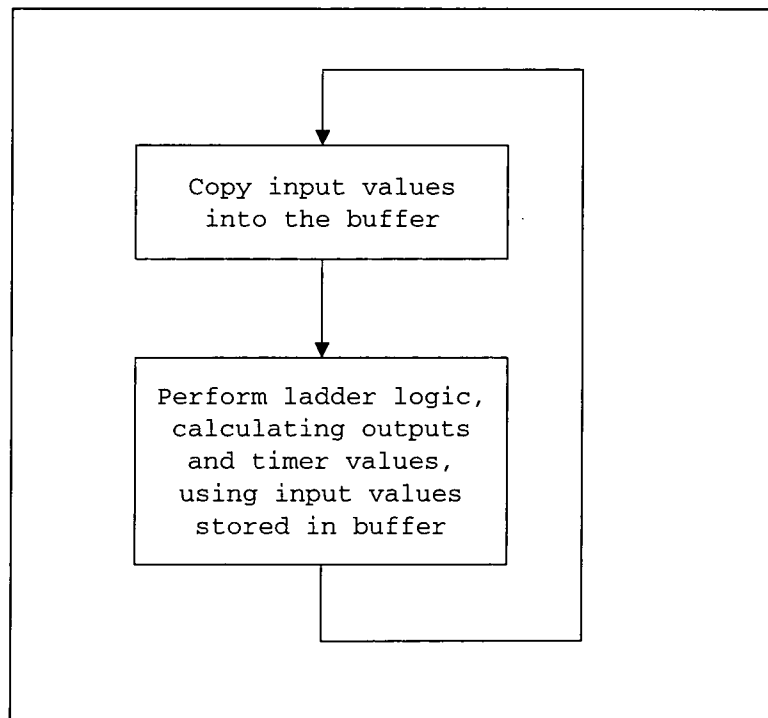 Copy input values
into the buffer
Perform ladder logic,
calculating outputs
and timer values,
using input values
stored in buffer